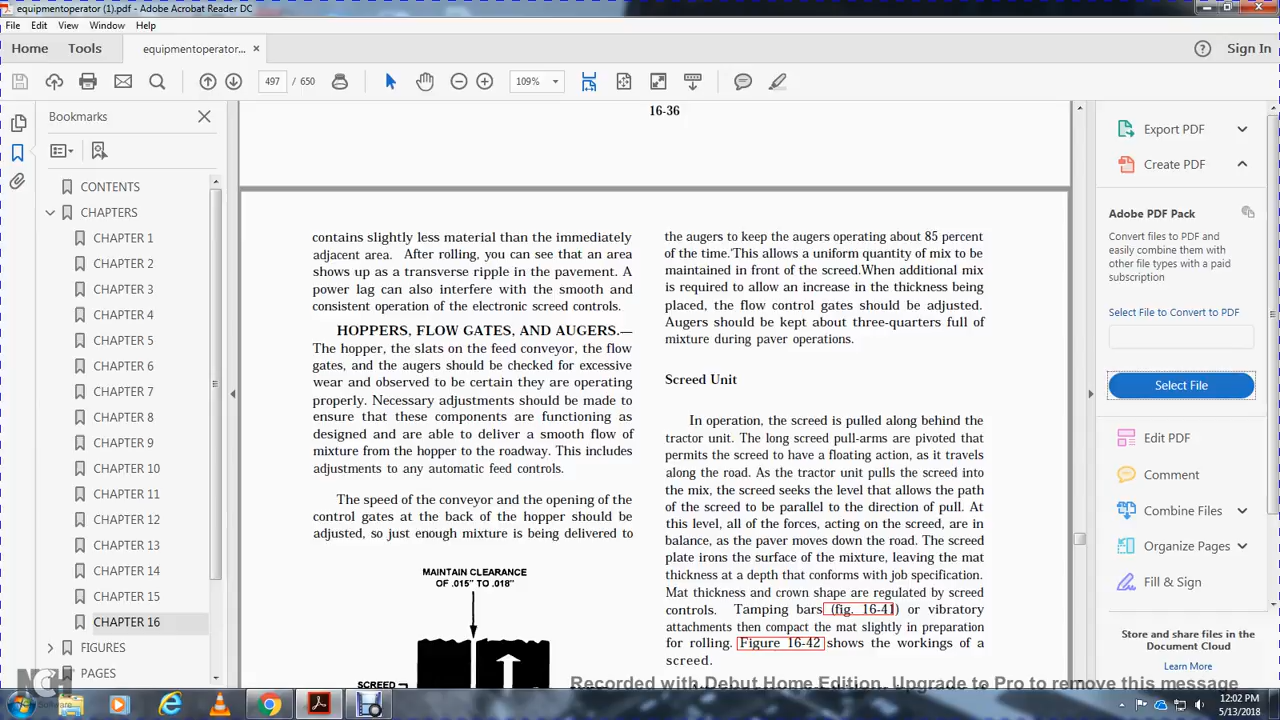 equipmentoperator (1).pdf - Adobe Acrobat Reader DC
File Edit View Window Help
Home Tools equipmentoperator... × Sign In
497 / 650 109%
Bookmarks
CONTENTS
CHAPTERS
CHAPTER 1
CHAPTER 2
CHAPTER 3
CHAPTER 4
CHAPTER 5
CHAPTER 6
CHAPTER 7
CHAPTER 8
CHAPTER 9
CHAPTER 10
CHAPTER 11
CHAPTER 12
CHAPTER 13
CHAPTER 14
CHAPTER 15
CHAPTER 16
FIGURES
PAGES
16-36
contains slightly less material than the immediately
adjacent area. After rolling, you can see that an area
shows up as a transverse ripple in the pavement. A
power lag can also interfere with the smooth and
consistent operation of the electronic screed controls.
HOPPERS, FLOW GATES, AND AUGERS.—
The hopper, the slats on the feed conveyor, the flow
gates, and the augers should be checked for excessive
wear and observed to be certain they are operating
properly. Necessary adjustments should be made to
ensure that these components are functioning as
designed and are able to deliver a smooth flow of
mixture from the hopper to the roadway. This includes
adjustments to any automatic feed controls.
The speed of the conveyor and the opening of the
control gates at the back of the hopper should be
adjusted, so just enough mixture is being delivered to
MAINTAIN CLEARANCE
OF .015" TO .018"
SCREED
the augers to keep the augers operating about 85 percent
of the time. This allows a uniform quantity of mix to be
maintained in front of the screed.When additional mix
is required to allow an increase in the thickness being
placed, the flow control gates should be adjusted.
Augers should be kept about three-quarters full of
mixture during paver operations.
Screed Unit
In operation, the screed is pulled along behind the
tractor unit. The long screed pull-arms are pivoted that
permits the screed to have a floating action, as it travels
along the road. As the tractor unit pulls the screed into
the mix, the screed seeks the level that allows the path
of the screed to be parallel to the direction of pull. At
this level, all of the forces, acting on the screed, are in
balance, as the paver moves down the road. The screed
plate irons the surface of the mixture, leaving the mat
thickness at a depth that conforms with job specification.
Mat thickness and crown shape are regulated by screed
controls. Tamping bars (fig. 16-41) or vibratory
attachments then compact the mat slightly in preparation
for rolling. Figure 16-42 shows the workings of a
screed.
Export PDF
Create PDF
Adobe PDF Pack
Convert files to PDF and
easily combine them with
other file types with a paid
subscription
Select File to Convert to PDF
Select File
Edit PDF
Comment
Combine Files
Organize Pages
Fill & Sign
Store and share files in the
Document Cloud
Learn More
NCH
Software
Recorded with Debut Home Edition. Upgrade to Pro to remove this message
12:02 PM
5/13/2018